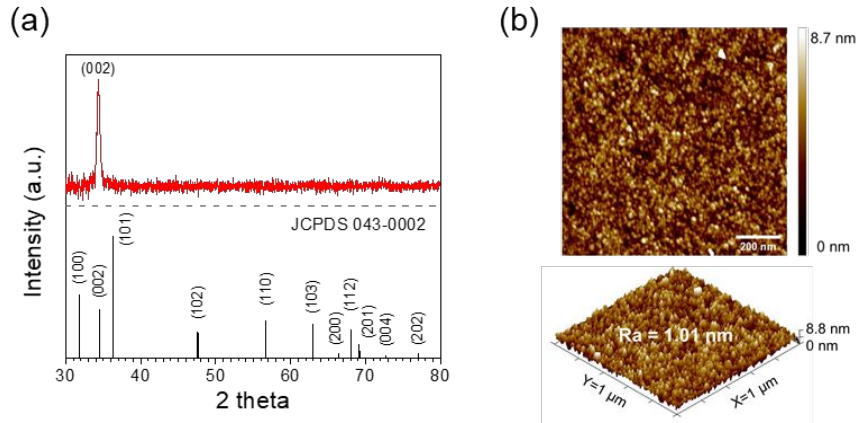 (a)
(002)
Intensity (a.u.)
JCPDS 043-0002
(100)
(002)
(101)
(102)
(110)
(103)
(200)
(112)
(201)
(004)
(202)
30 40 50 60 70 80
2 theta
(b)
8.7 nm
200 nm
0 nm
Ra = 1.01 nm
8.8 nm
0 nm
Y=1 μm
X=1 μm